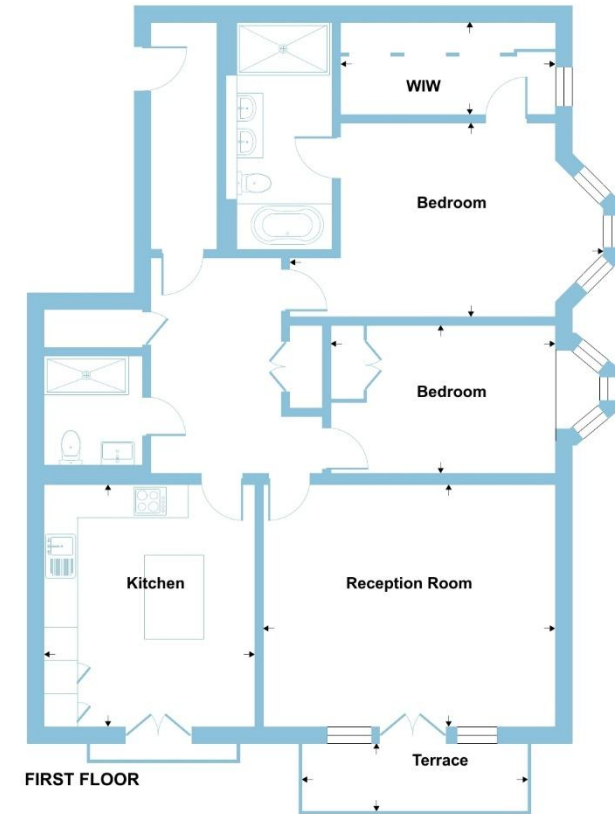 WIW
Bedroom
Bedroom
Kitchen
Reception Room
Terrace
FIRST FLOOR